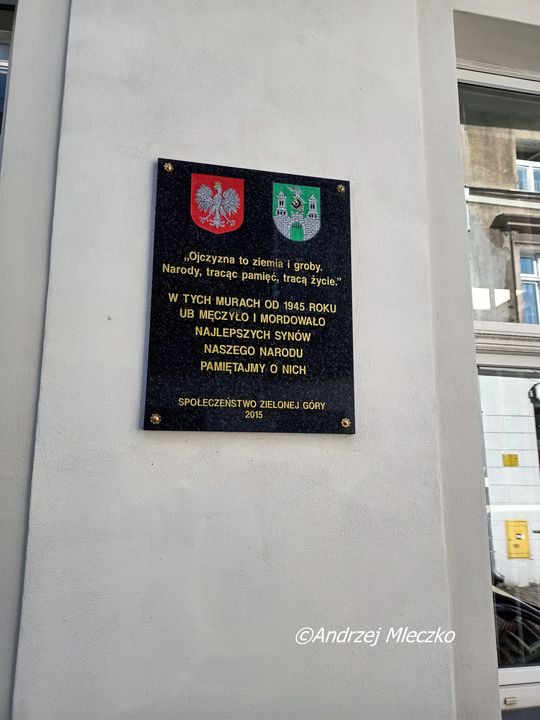 „Ojczyzna to ziemia i groby.
Narody, tracąc pamięć, tracą życie.”
W TYCH MURACH OD 1945 ROKU
UB MĘCZYŁO I MORDOWAŁO
NAJLEPSZYCH SYNÓW
NASZEGO NARODU
PAMIĘTAJMY O NICH
SPOŁECZEŃSTWO ZIELONEJ GÓRY
2015
©Andrzej Mleczko